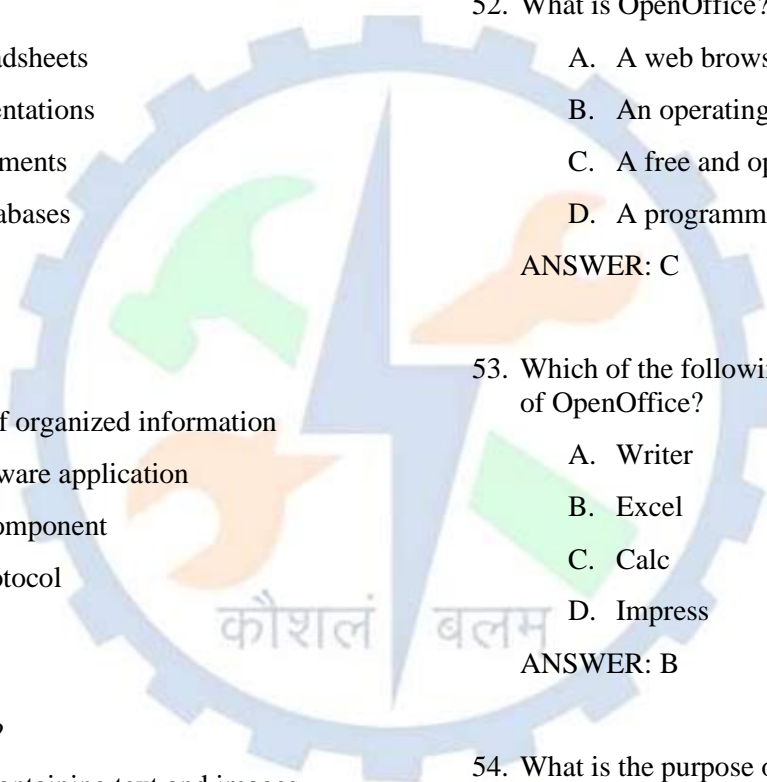 dsheets
entations
ments
abases
f organized information
ware application
omponent
otocol
?
ontaining text and images
52. What is OpenOffice?
A. A web brows
B. An operating
C. A free and op
D. A programm
ANSWER: C
53. Which of the followi
of OpenOffice?
A. Writer
B. Excel
C. Calc
D. Impress
ANSWER: B
54. What is the purpose o
कौशलं बलम